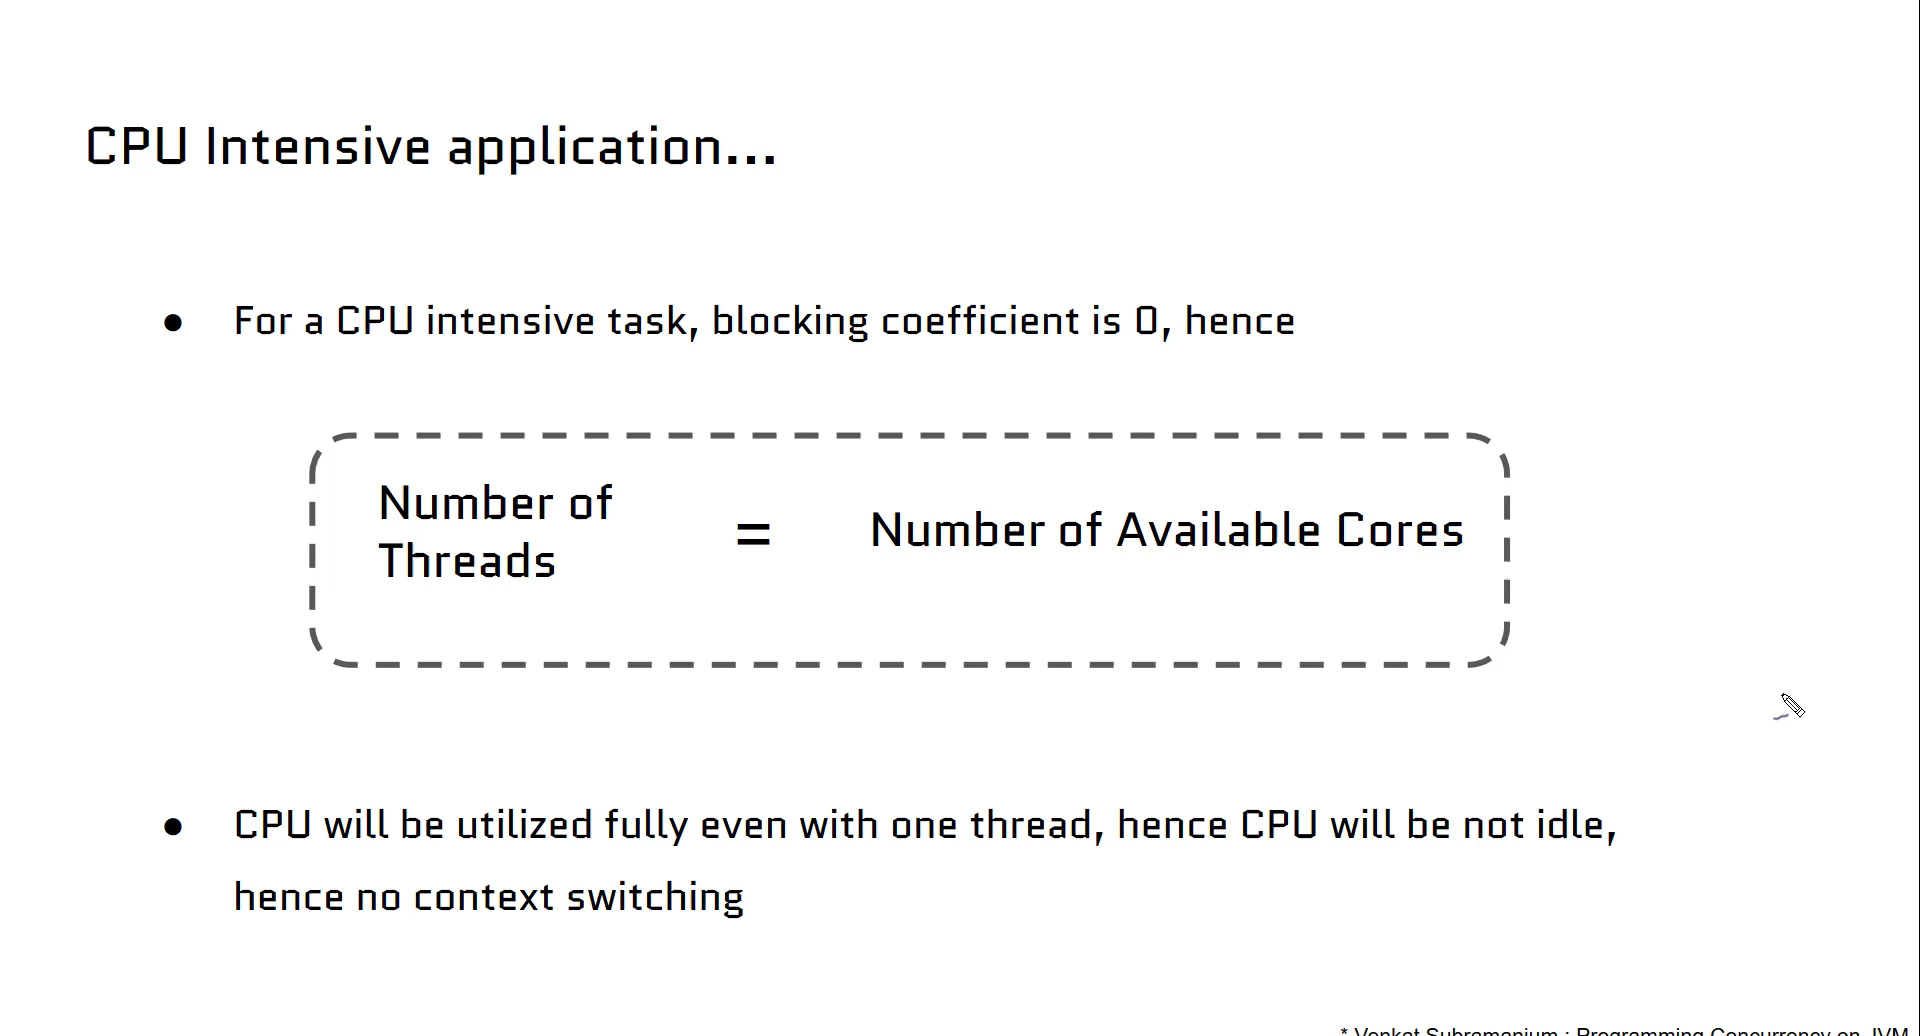 CPU Intensive application...
● For a CPU intensive task, blocking coefficient is 0, hence
Number of
Threads
=
Number of Available Cores
● CPU will be utilized fully even with one thread, hence CPU will be not idle,
hence no context switching
* Venkat Subramanium : Programming Concurrency on JVM